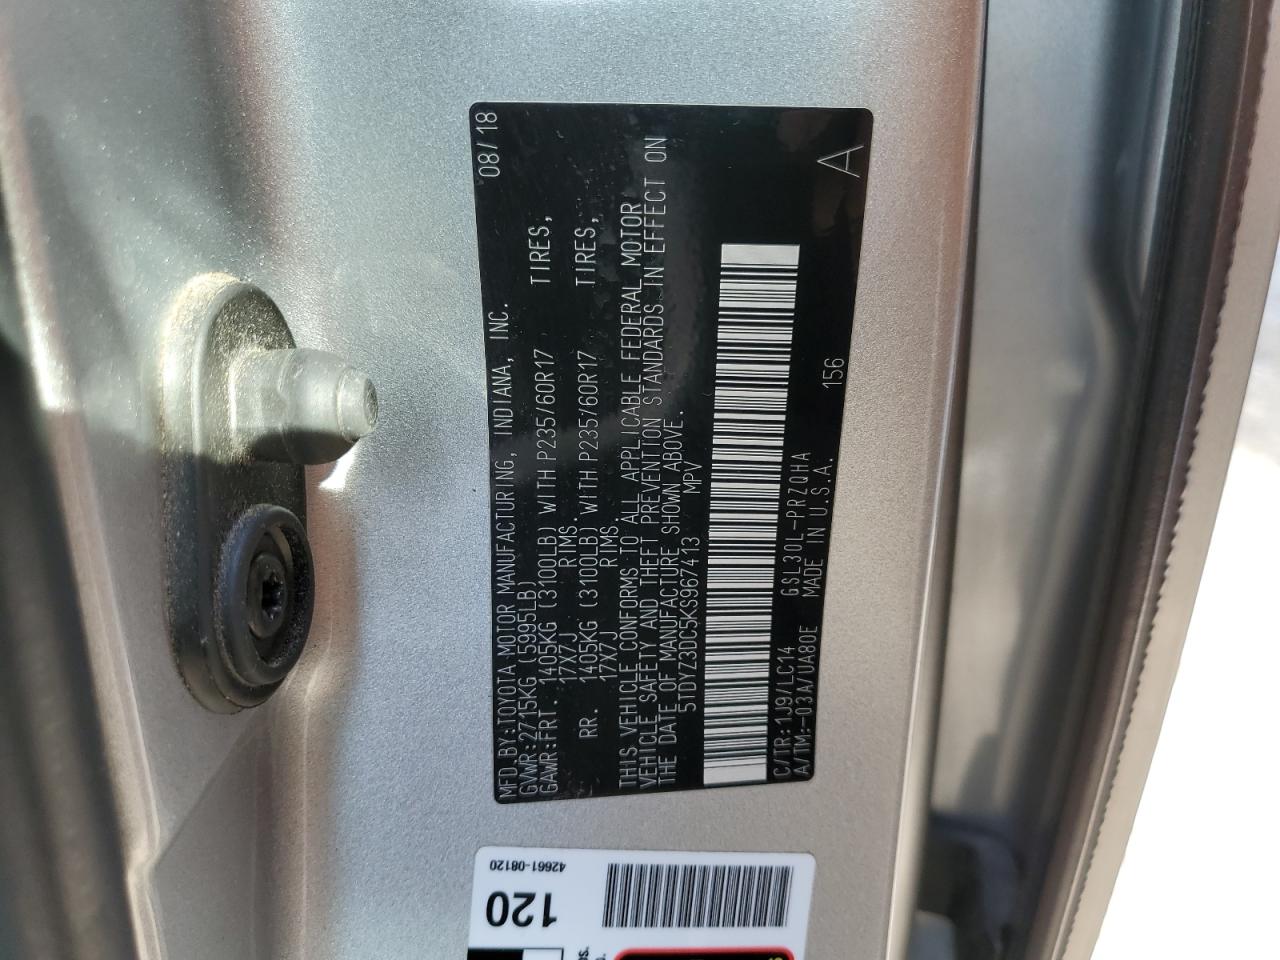 MFD.BY:TOYOTA MOTOR MANUFACTURING, INDIANA, INC. 08/18
GVWR:2715KG (5995LB)
GAWR:FRT. 1405KG (3100LB) WITH P235/60R17 TIRES,
17X7J RIMS.
RR. 1405KG (3100LB) WITH P235/60R17 TIRES,
17X7J RIMS.
THIS VEHICLE CONFORMS TO ALL APPLICABLE FEDERAL MOTOR
VEHICLE SAFETY AND THEFT PREVENTION STANDARDS IN EFFECT ON
THE DATE OF MANUFACTURE SHOWN ABOVE.
5TDYZ3DC5KS967413 MPV
C/TR:1J9/LC14 GSL30L-PRZQHA 156
A/TM:-03A/UA80E MADE IN U.S.A.
A
42661-08120
120